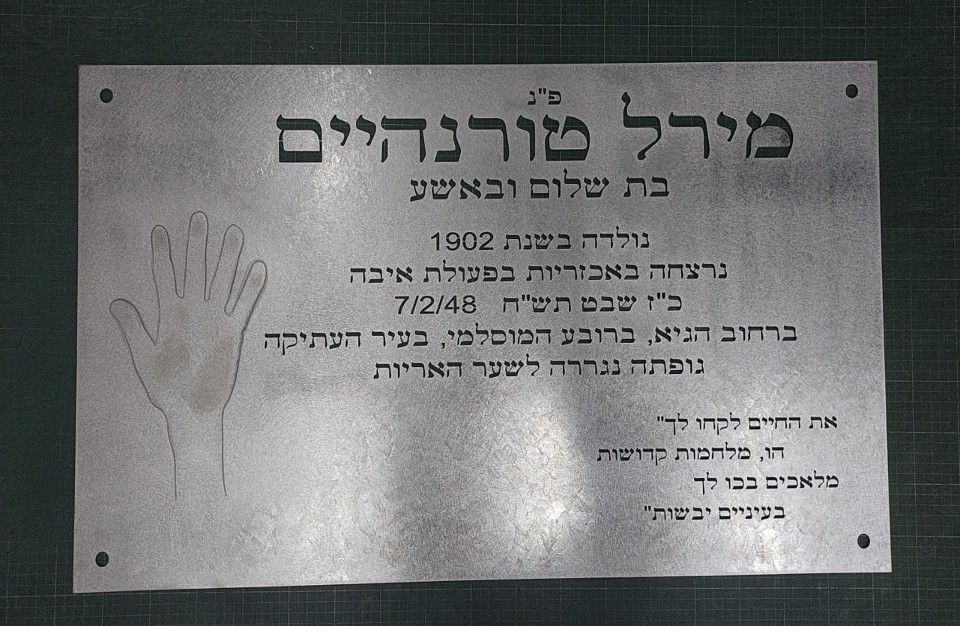 פ"נ
מירל טורנהיים
בת שלום ובאשע
נולדה בשנת 1902
נרצחה באכזריות בפעולת איבה
כ"ז שבט תש"ח 7/2/48
ברחוב הגיא, ברובע המוסלמי, בעיר העתיקה
גופתה נגררה לשער האריות
את החיים לקחו לך"
הו, מלחמות קדושות
מלאכים בכו לך
בעיניים יבשות"